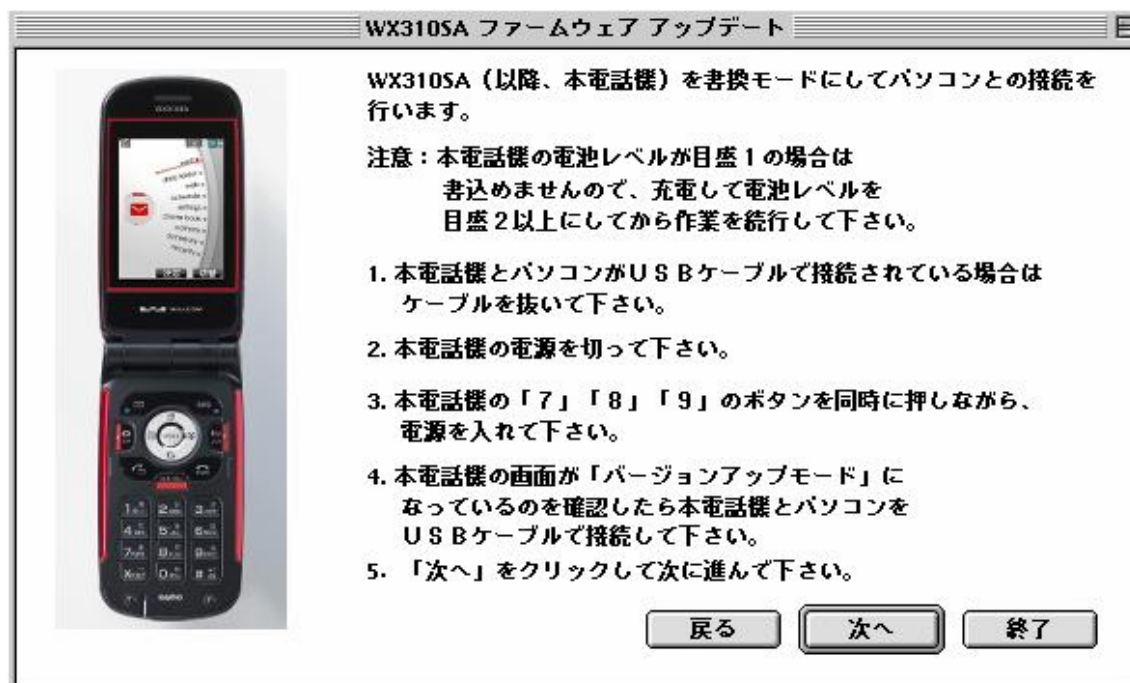 WX310SA ファームウェア アップデート
WX310SA（以降、本電話機）を書換モードにしてパソコンとの接続を
行います。
注意：本電話機の電池レベルが目盛１の場合は
書込めませんので、充電して電池レベルを
目盛２以上にしてから作業を続行して下さい。
1. 本電話機とパソコンがＵＳＢケーブルで接続されている場合は
ケーブルを抜いて下さい。
2. 本電話機の電源を切って下さい。
3. 本電話機の「７」「８」「９」のボタンを同時に押しながら、
電源を入れて下さい。
4. 本電話機の画面が「バージョンアップモード」に
なっているのを確認したら本電話機とパソコンを
ＵＳＢケーブルで接続して下さい。
5. 「次へ」をクリックして次に進んで下さい。
戻る
次へ
終了